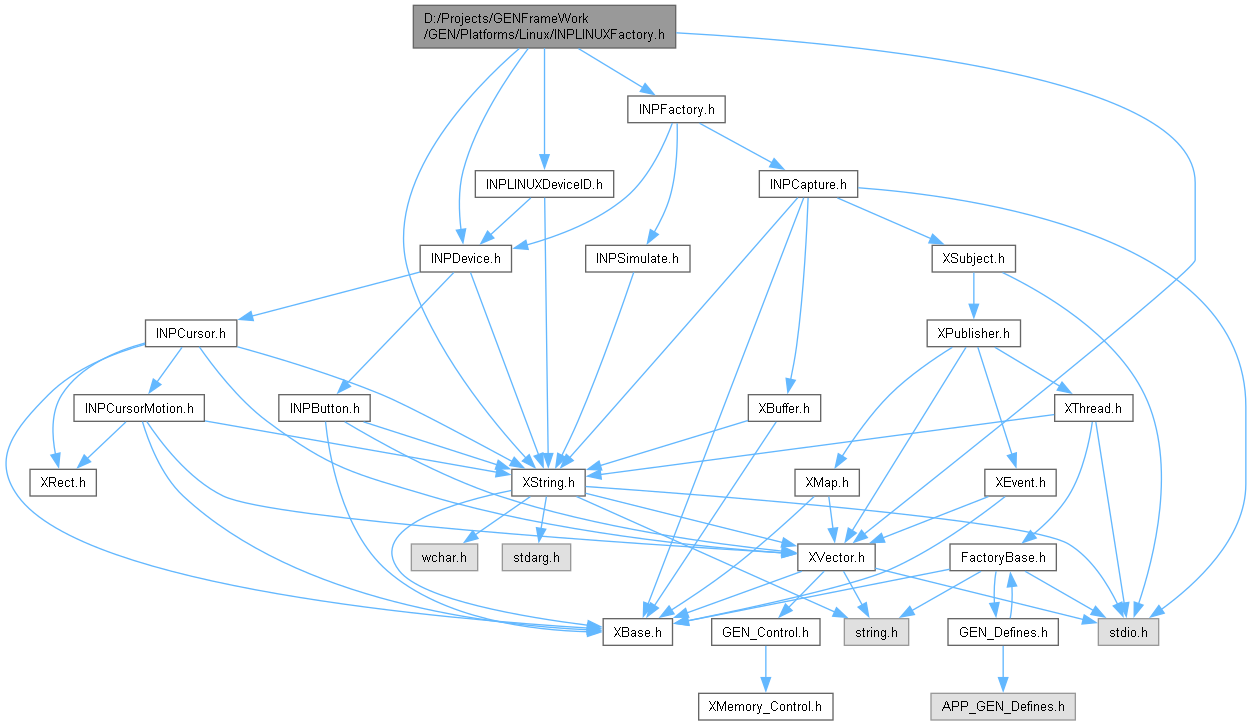 D:/Projects/GENFrameWork
/GEN/Platforms/Linux/INPLINUXFactory.h
INPFactory.h
INPLINUXDeviceID.h
INPCapture.h
INPDevice.h
INPSimulate.h
XSubject.h
INPCursor.h
XPublisher.h
INPCursorMotion.h
INPButton.h
XBuffer.h
XThread.h
XRect.h
XString.h
XMap.h
XEvent.h
wchar.h
stdarg.h
XVector.h
FactoryBase.h
XBase.h
GEN_Control.h
string.h
GEN_Defines.h
stdio.h
XMemory_Control.h
APP_GEN_Defines.h